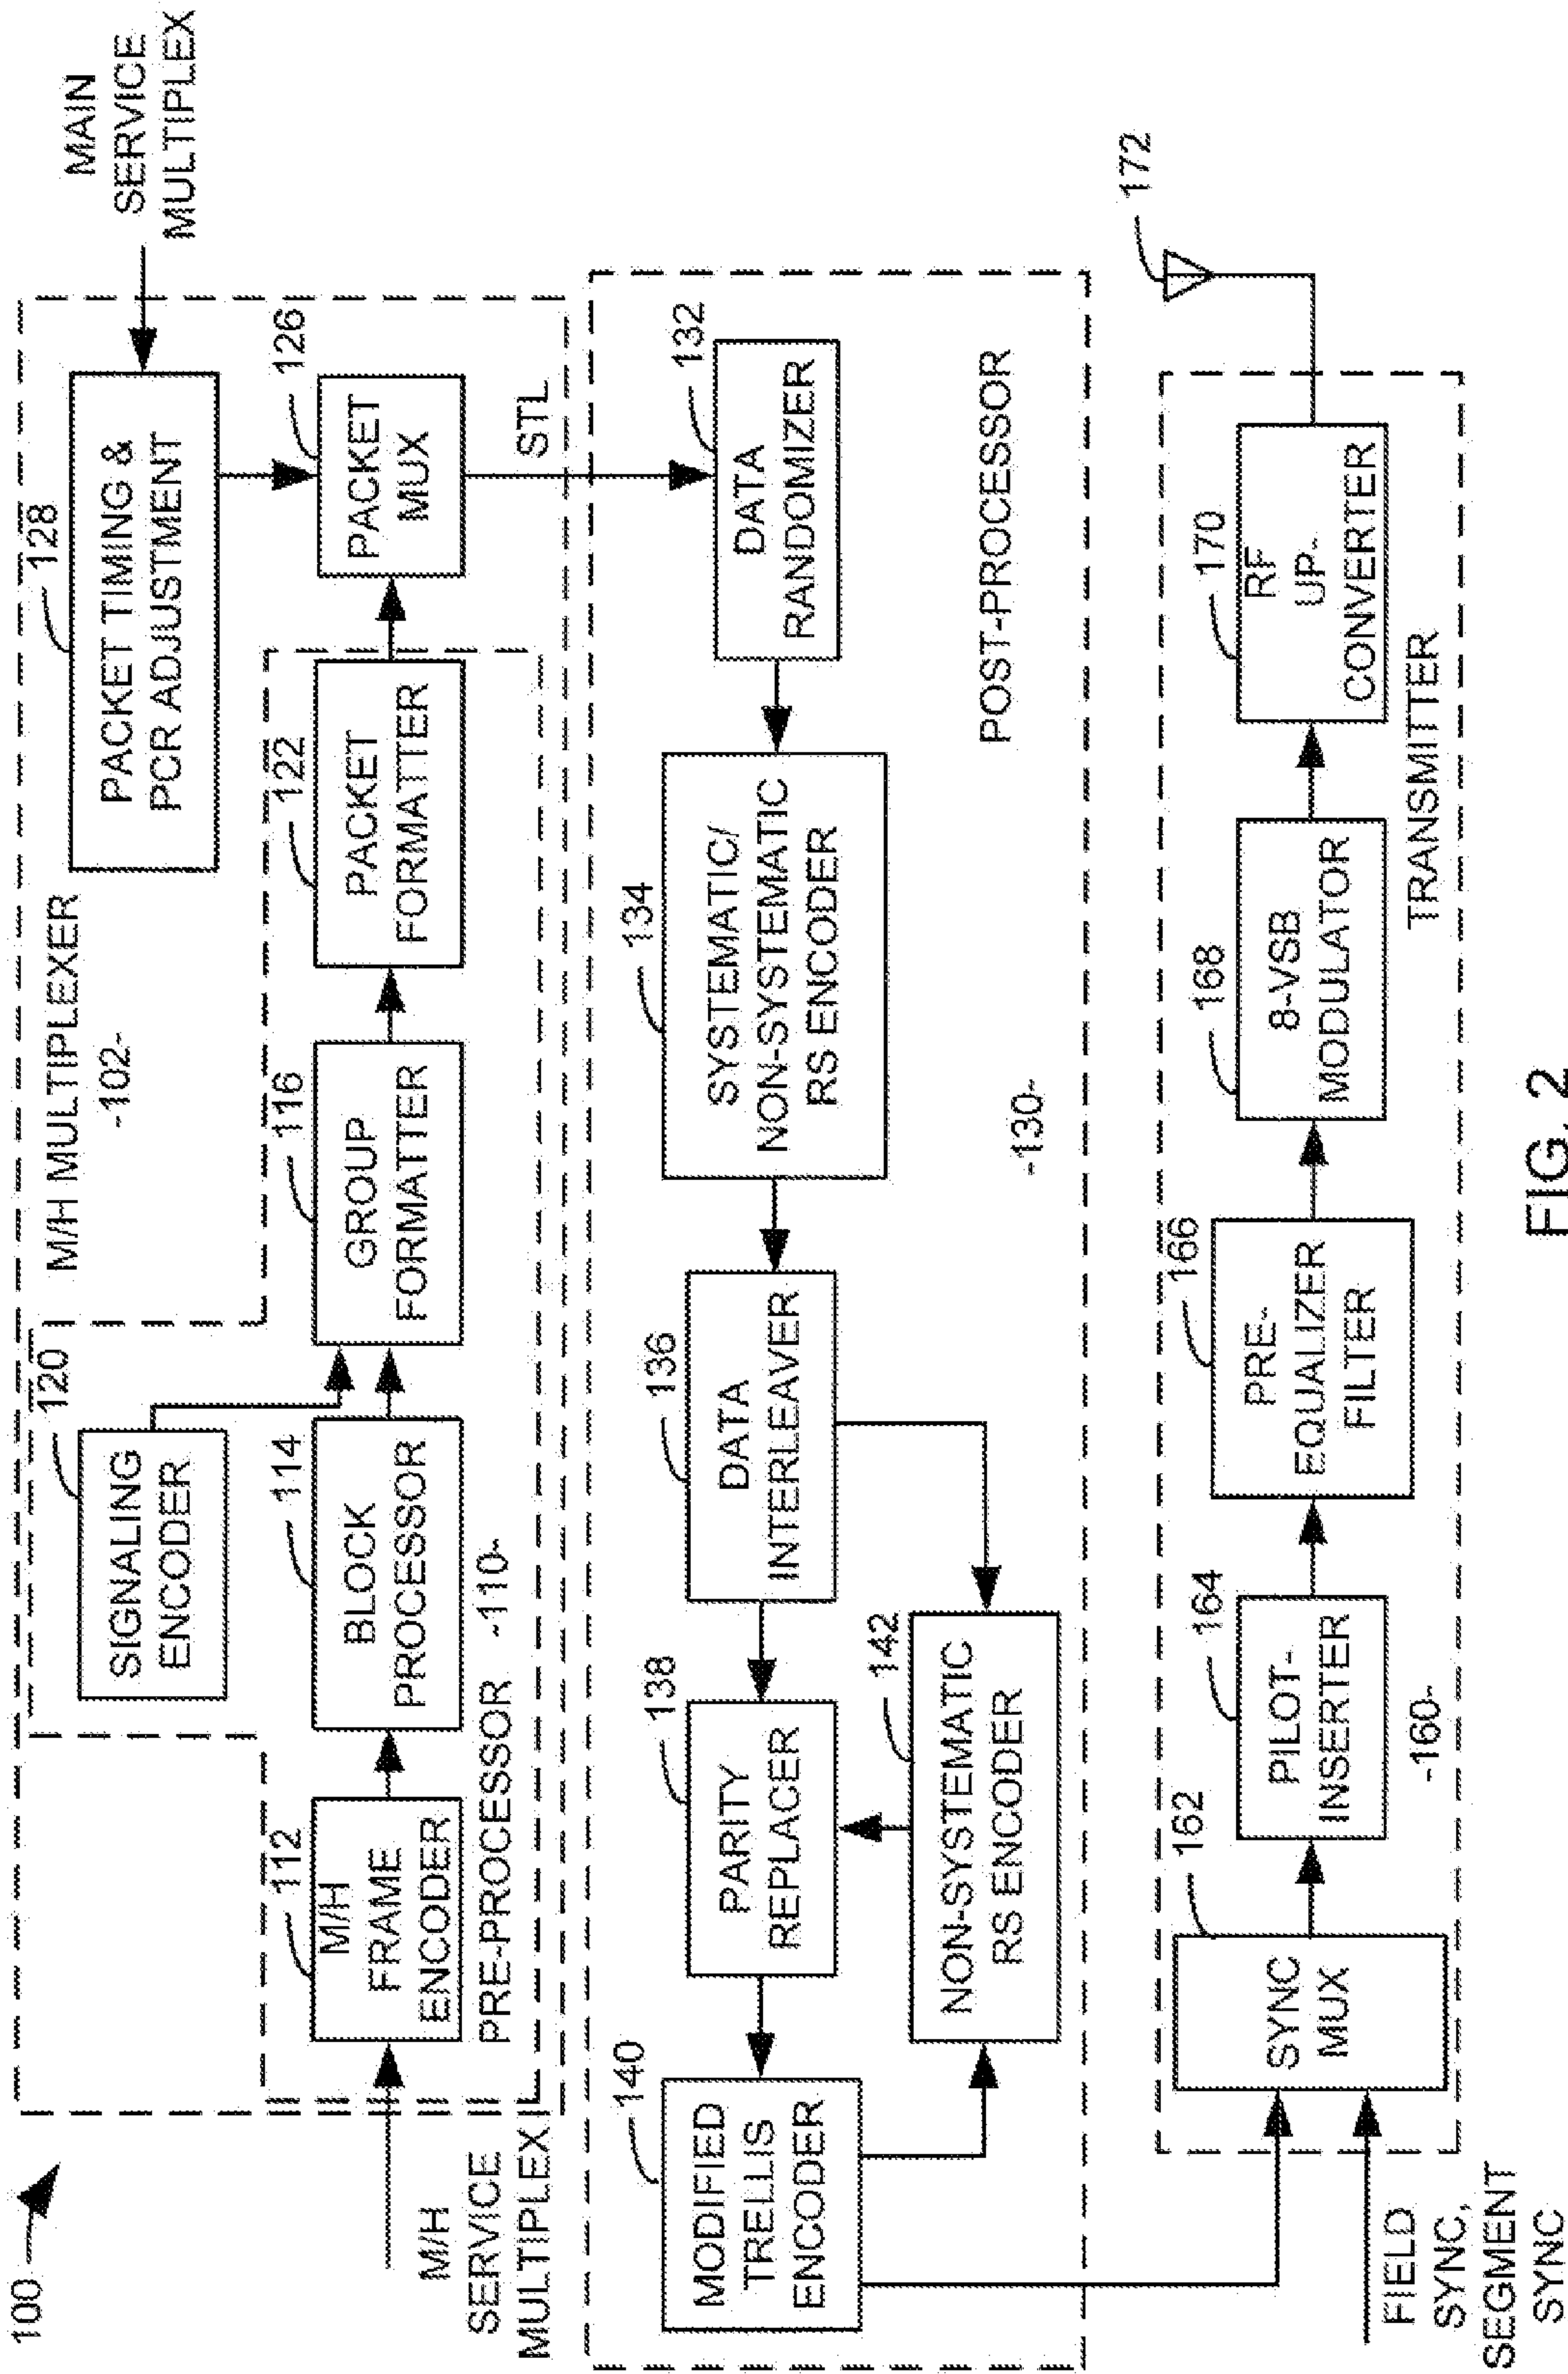 100
M/H MULTIPLEXER
-102-
MAIN
SERVICE
MULTIPLEX
128
PACKET TIMING &
PCR ADJUSTMENT
120
SIGNALING
ENCODER
112
M/H
FRAME
ENCODER
114
BLOCK
PROCESSOR
116
GROUP
FORMATTER
122
PACKET
FORMATTER
126
PACKET
MUX
PRE-PROCESSOR
-110-
M/H
SERVICE
MULTIPLEX
STL
140
MODIFIED
TRELLIS
ENCODER
138
PARITY
REPLACER
136
DATA
INTERLEAVER
134
SYSTEMATIC/
NON-SYSTEMATIC
RS ENCODER
132
DATA
RANDOMIZER
142
NON-SYSTEMATIC
RS ENCODER
-130-
POST-PROCESSOR
162
SYNC
MUX
164
PILOT-
INSERTER
166
PRE-
EQUALIZER
FILTER
168
8-VSB
MODULATOR
170
RF
UP-
CONVERTER
172
-160-
TRANSMITTER
FIELD
SYNC,
SEGMENT
SYNC
FIG. 2